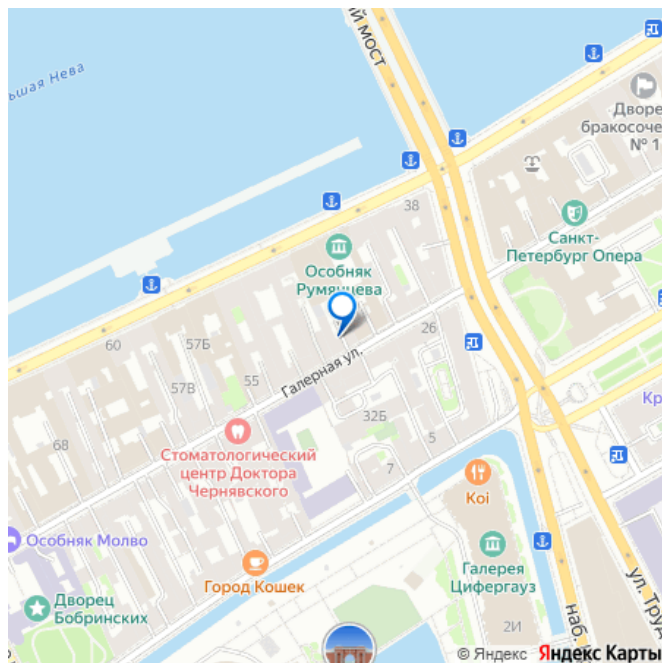 ый мост
ьшая Нева
Дворе
бракосоче
№ 1
38
Санкт-
Петербург Опера
Особняк
Румянцева
26
60
57Б
57В
55
Галерная ул.
Кр
32Б
68
5
Стоматологический
центр Доктора
Чернявского
7
Koi
Особняк Молво
Галерея
Цифергауз
Город Кошек
Дворец
Бобринских
2И
наб.
ул. Тру
© Яндекс Яндекс Карты